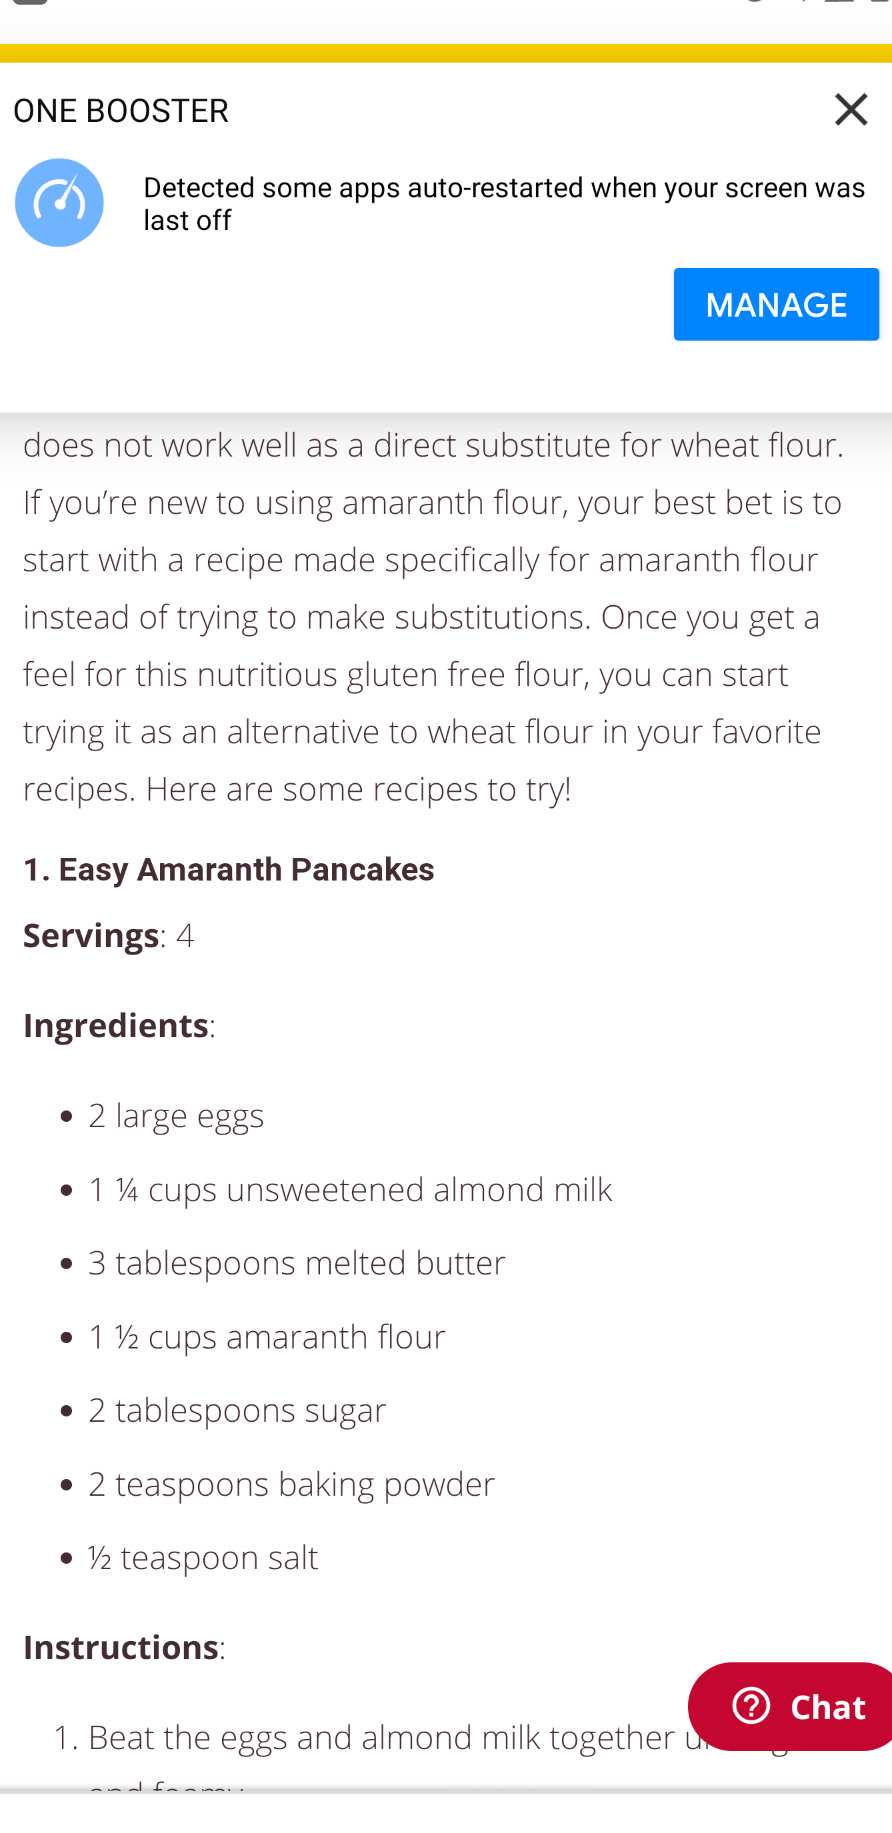 ONE BOOSTER
Detected some apps auto-restarted when your screen was
last off
MANAGE
does not work well as a direct substitute for wheat flour.
If you’re new to using amaranth flour, your best bet is to
start with a recipe made specifically for amaranth flour
instead of trying to make substitutions. Once you get a
feel for this nutritious gluten free flour, you can start
trying it as an alternative to wheat flour in your favorite
recipes. Here are some recipes to try!
1. Easy Amaranth Pancakes
Servings: 4
Ingredients:
• 2 large eggs
• 1 ¼ cups unsweetened almond milk
• 3 tablespoons melted butter
• 1 ½ cups amaranth flour
• 2 tablespoons sugar
• 2 teaspoons baking powder
• ½ teaspoon salt
Instructions:
Chat
1. Beat the eggs and almond milk together